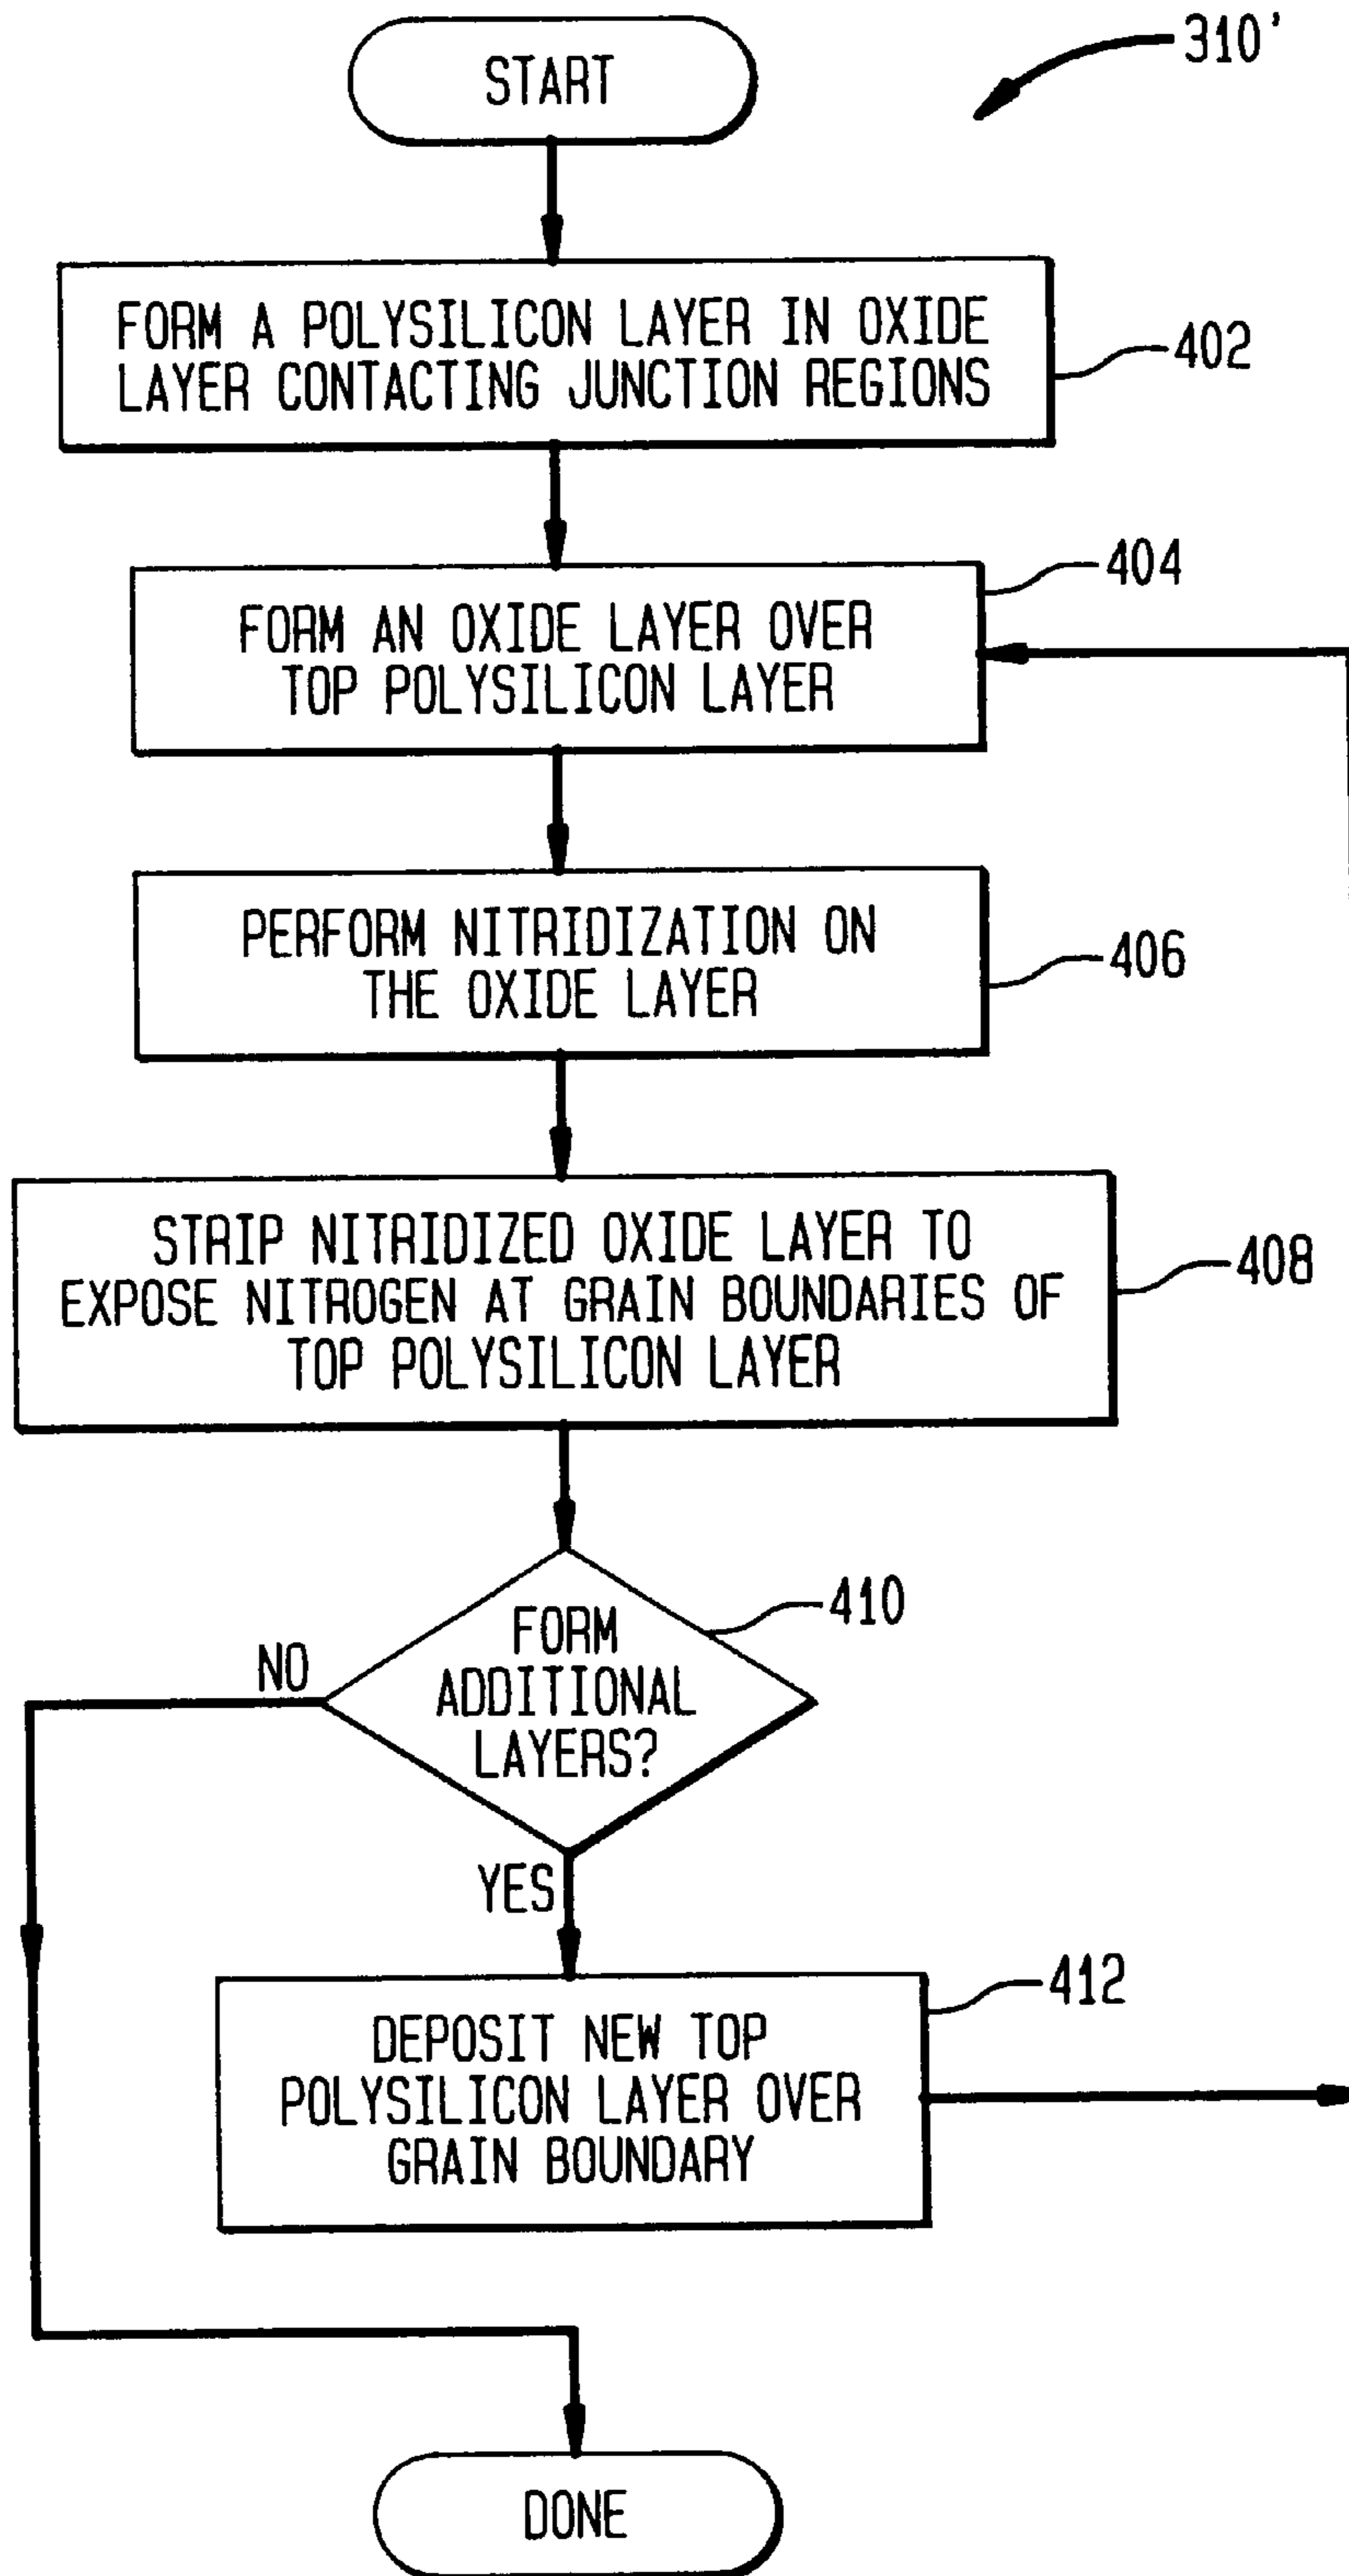 START
310'
FORM A POLYSILICON LAYER IN OXIDE
LAYER CONTACTING JUNCTION REGIONS
402
FORM AN OXIDE LAYER OVER
TOP POLYSILICON LAYER
404
PERFORM NITRIDIZATION ON
THE OXIDE LAYER
406
STRIP NITRIDIZED OXIDE LAYER TO
EXPOSE NITROGEN AT GRAIN BOUNDARIES OF
TOP POLYSILICON LAYER
408
FORM
ADDITIONAL
LAYERS?
410
NO
YES
DEPOSIT NEW TOP
POLYSILICON LAYER OVER
GRAIN BOUNDARY
412
DONE